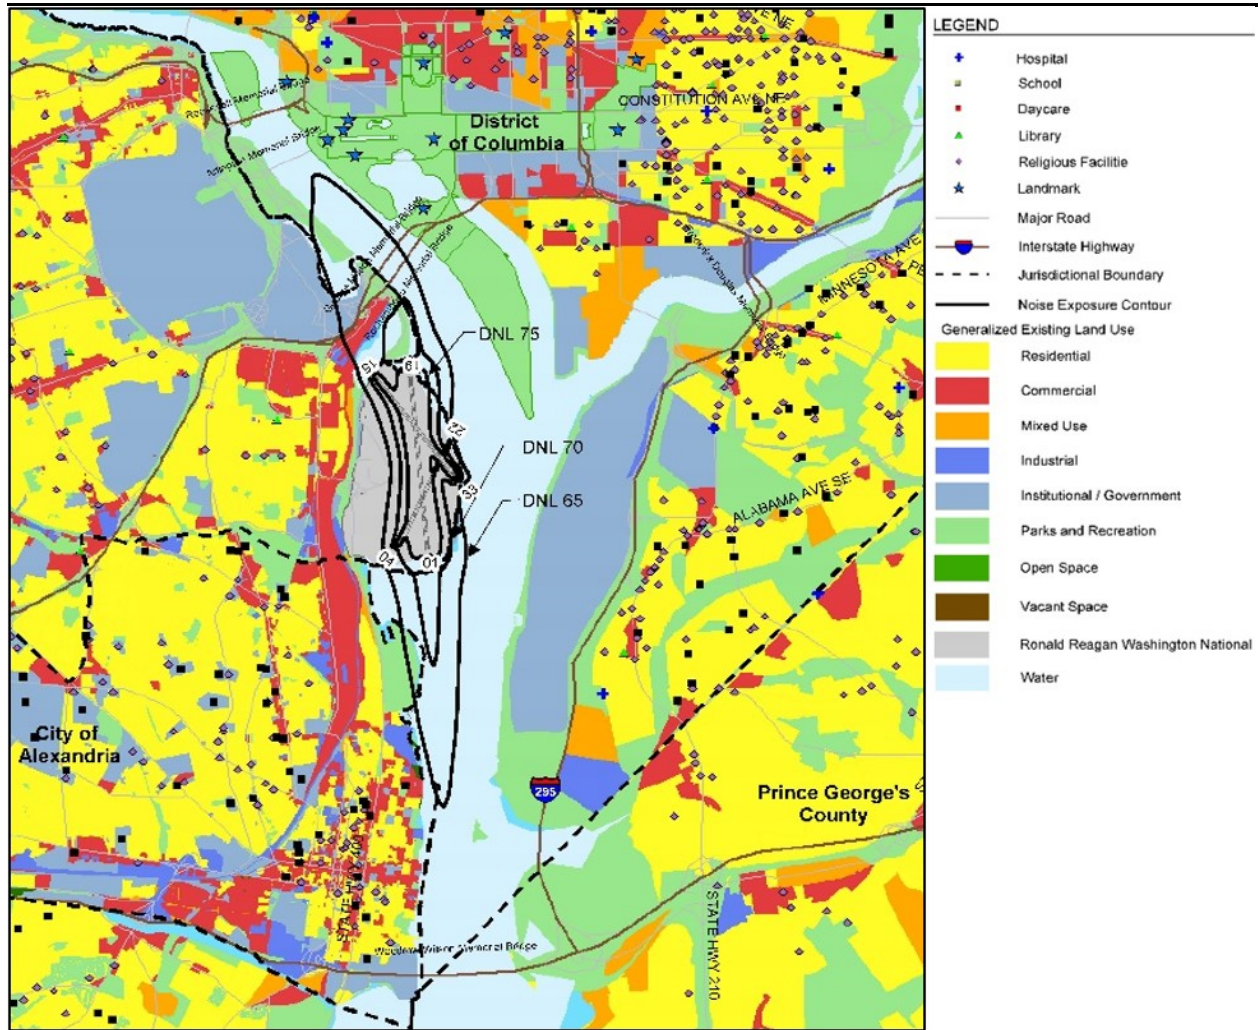 CONSTITUTION AVE NE
District
of Columbia
MINNESOTA AVE
DNL 75
15
19
22
DNL 70
33
DNL 65
ALABAMA AVE SE
04
01
City of
Alexandria
295
Prince George's
County
STATE HWY 400
STATE HWY 210
Woodrow Wilson Memorial Bridge
LEGEND
Hospital
School
Daycare
Library
Religious Facilitie
Landmark
Major Road
Interstate Highway
Jurisdictional Boundary
Noise Exposure Contour
Generalized Existing Land Use
Residential
Commercial
Mixed Use
Industrial
Institutional / Government
Parks and Recreation
Open Space
Vacant Space
Ronald Reagan Washington National
Water